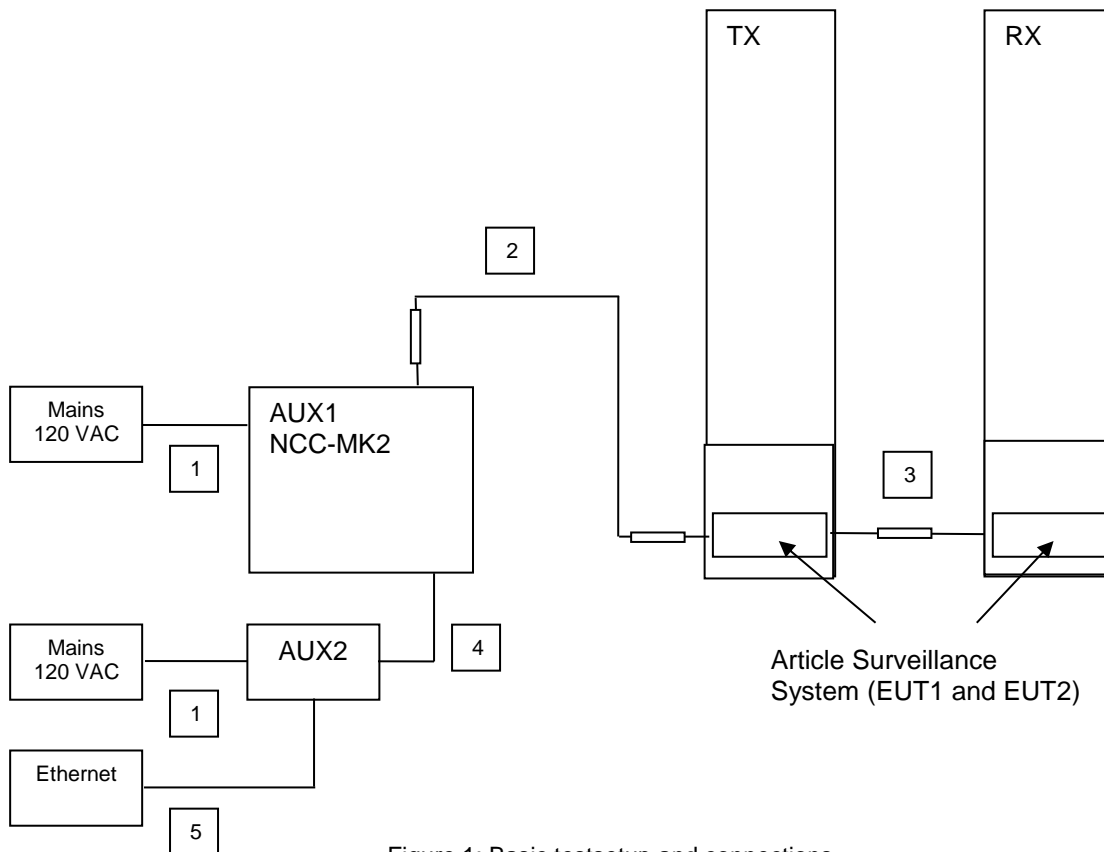 TX
RX
2
Mains
120 VAC
1
AUX1
NCC-MK2
3
Mains
120 VAC
1
AUX2
4
Article Surveillance
System (EUT1 and EUT2)
Ethernet
5